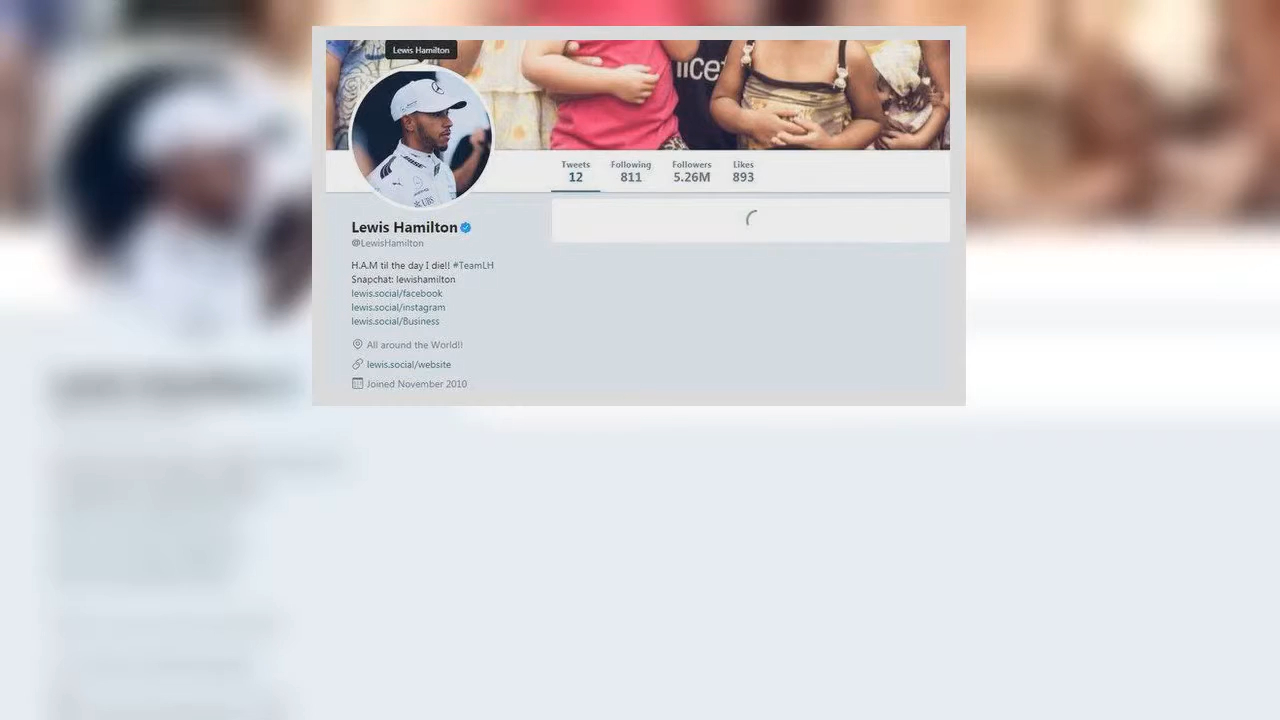 Lewis Hamilton
Tweets Following Followers Likes
12 811 5.26M 893
Lewis Hamilton
@LewisHamilton
H.A.M til the day I die!! #TeamLH
Snapchat: lewishamilton
lewis.social/facebook
lewis.social/instagram
lewis.social/Business
All around the World!!
lewis.social/website
Joined November 2010